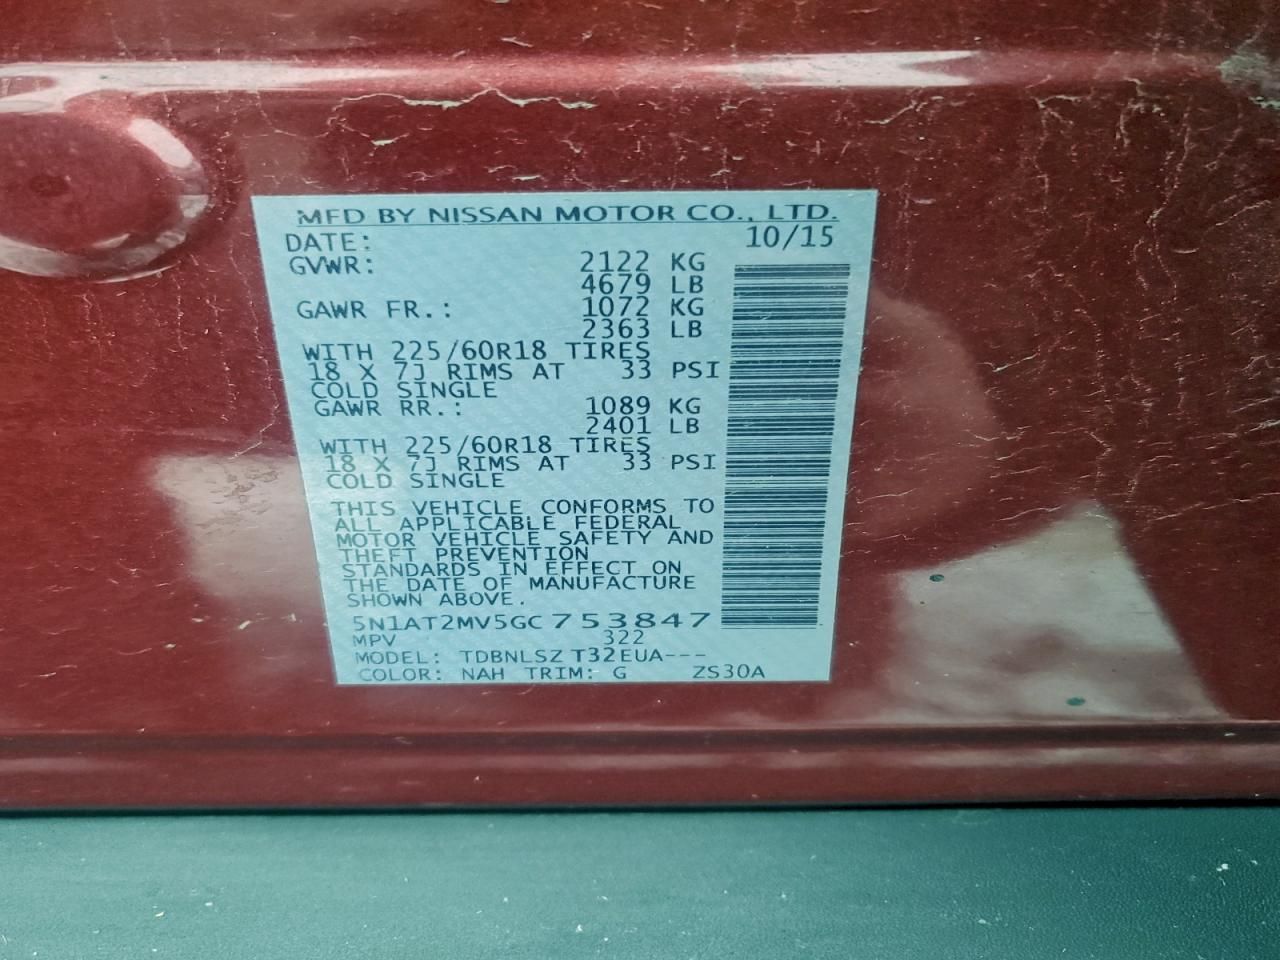 MFD BY NISSAN MOTOR CO., LTD.
DATE: 10/15
GVWR: 2122 KG
4679 LB
GAWR FR.: 1072 KG
2363 LB
WITH 225/60R18 TIRES
18 X 7J RIMS AT 33 PSI
COLD SINGLE
GAWR RR.: 1089 KG
2401 LB
WITH 225/60R18 TIRES
18 X 7J RIMS AT 33 PSI
COLD SINGLE
THIS VEHICLE CONFORMS TO
ALL APPLICABLE FEDERAL
MOTOR VEHICLE SAFETY AND
THEFT PREVENTION
STANDARDS IN EFFECT ON
THE DATE OF MANUFACTURE
SHOWN ABOVE.
5N1AT2MV5GC753847
MPV 322
MODEL: TDBNLSZ T32EUA---
COLOR: NAH TRIM: G ZS30A